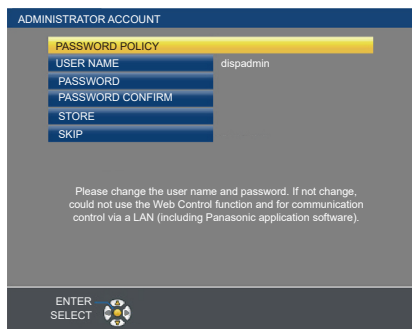 ADMINISTRATOR ACCOUNT
PASSWORD POLICY
USER NAME dispadmin
PASSWORD
PASSWORD CONFIRM
STORE
SKIP
Please change the user name and password. If not change,
could not use the Web Control function and for communication
control via a LAN (including Panasonic application software).
ENTER
SELECT